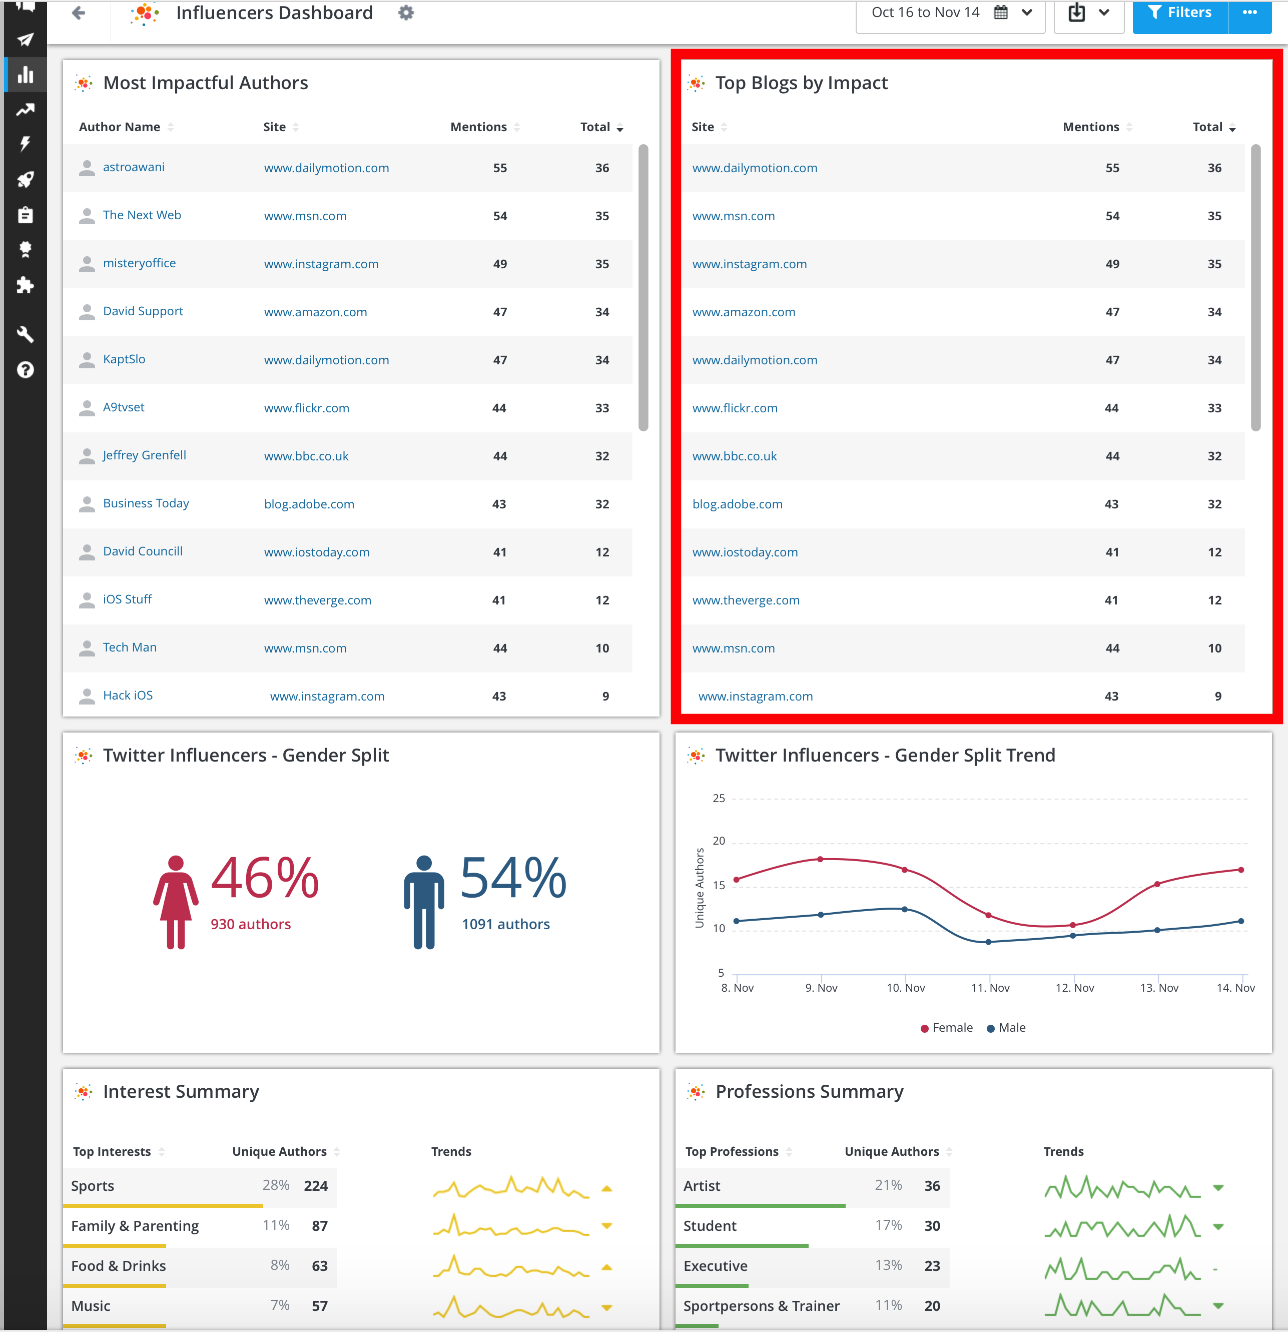 Influencers Dashboard
Oct 16 to Nov 14
Filters
Most Impactful Authors
Author Name Site Mentions Total
astroawani www.dailymotion.com 55 36
The Next Web www.msn.com 54 35
misteryoffice www.instagram.com 49 35
David Support www.amazon.com 47 34
KaptSlo www.dailymotion.com 47 34
A9tvset www.flickr.com 44 33
Jeffrey Grenfell www.bbc.co.uk 44 32
Business Today blog.adobe.com 43 32
David Councill www.iostoday.com 41 12
iOS Stuff www.theverge.com 41 12
Tech Man www.msn.com 44 10
Hack iOS www.instagram.com 43 9
Top Blogs by Impact
Site Mentions Total
www.dailymotion.com 55 36
www.msn.com 54 35
www.instagram.com 49 35
www.amazon.com 47 34
www.dailymotion.com 47 34
www.flickr.com 44 33
www.bbc.co.uk 44 32
blog.adobe.com 43 32
www.iostoday.com 41 12
www.theverge.com 41 12
www.msn.com 44 10
www.instagram.com 43 9
Twitter Influencers - Gender Split
46%
930 authors
54%
1091 authors
Twitter Influencers - Gender Split Trend
Unique Authors
25
20
15
10
5
8. Nov 9. Nov 10. Nov 11. Nov 12. Nov 13. Nov 14. Nov
Female Male
Interest Summary
Top Interests Unique Authors Trends
Sports 28% 224
Family & Parenting 11% 87
Food & Drinks 8% 63
Music 7% 57
Professions Summary
Top Professions Unique Authors Trends
Artist 21% 36
Student 17% 30
Executive 13% 23
Sportpersons & Trainer 11% 20